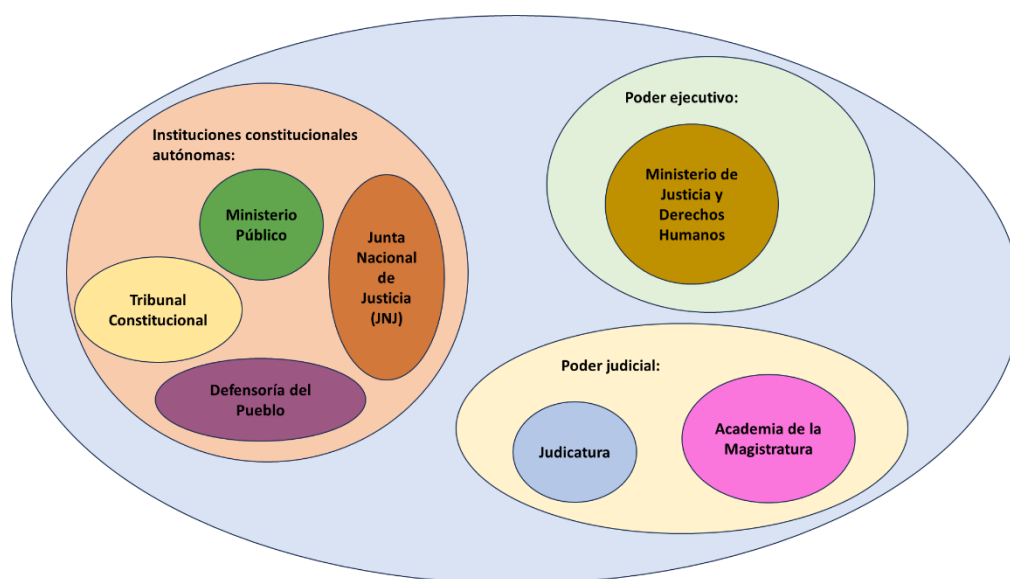 Instituciones constitucionales
autónomas:
Ministerio
Público
Junta
Nacional
de
Justicia
(JNJ)
Tribunal
Constitucional
Defensoría del
Pueblo
Poder ejecutivo:
Ministerio de
Justicia y
Derechos
Humanos
Poder judicial:
Judicatura
Academia de la
Magistratura